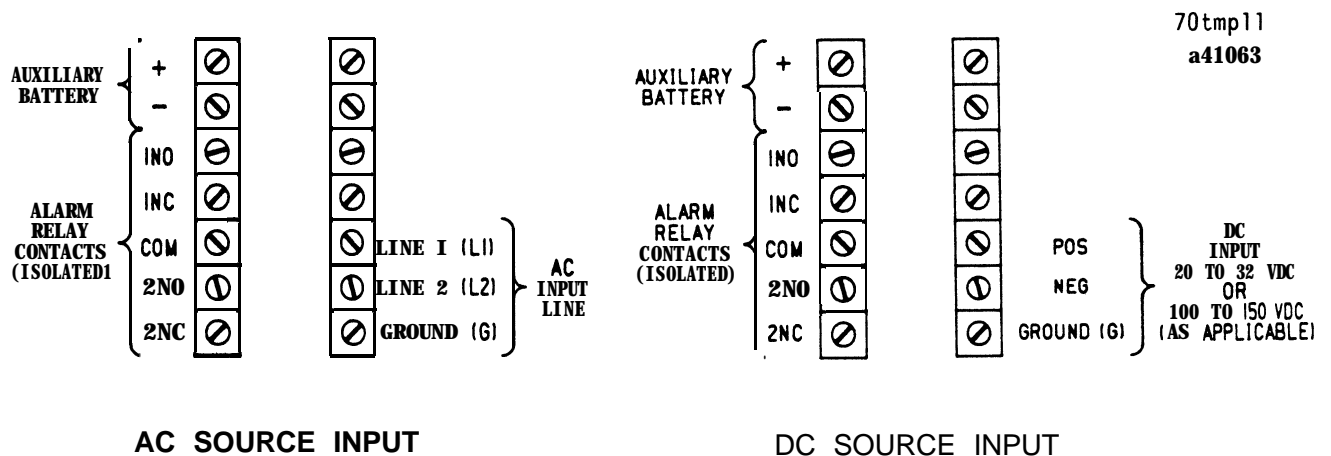 70tmp11
a41063
AUXILIARY
BATTERY
+
−
INO
INC
COM
2NO
2NC
ALARM
RELAY
CONTACTS
(ISOLATED1
LINE I (LI)
LINE 2 (L2)
GROUND (G)
AC
INPUT
LINE
AC SOURCE INPUT
AUXILIARY
BATTERY
+
−
INO
INC
COM
2NO
2NC
ALARM
RELAY
CONTACTS
(ISOLATED)
POS
NEG
GROUND (G)
DC
INPUT
20 TO 32 VDC
OR
100 TO 150 VDC
(AS APPLICABLE)
DC SOURCE INPUT